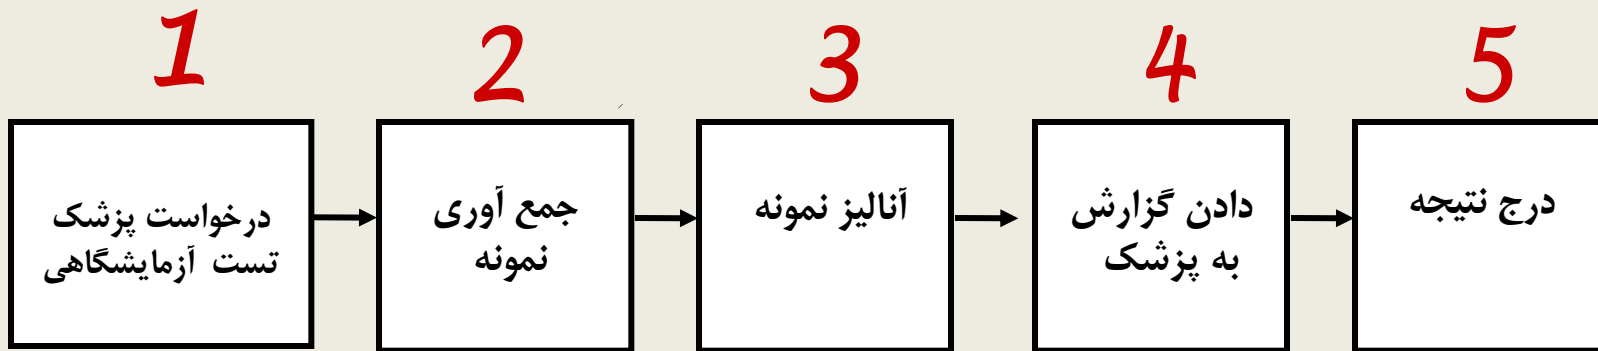 1
درخواست پزشک
تست آزمایشگاهی
2
جمع آوری
نمونه
3
آنالیز نمونه
4
دادن گزارش
به پزشک
5
درج نتیجه